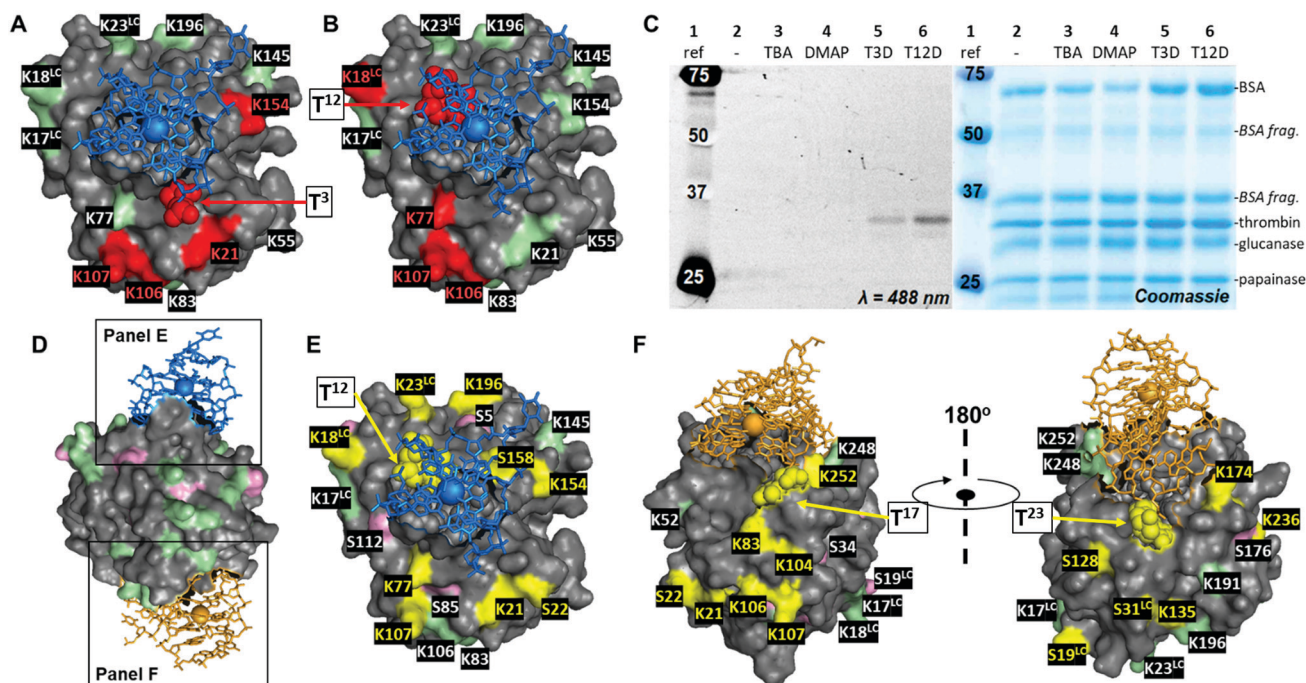 A
K23LC
K196
K18LC
K145
K154
K17LC
K77
T3
K55
K21
K107
K106
K83
B
K23LC
K196
K18LC
K145
T12
K154
K17LC
K77
K55
K21
K107
K106
K83
C
1 2 3 4 5 6
ref - TBA DMAP T3D T12D
75
50
37
25
λ = 488 nm
1 2 3 4 5 6
ref - TBA DMAP T3D T12D
75
50
37
25
Coomassie
BSA
BSA frag.
BSA frag.
thrombin
glucanase
papainase
D
Panel E
Panel F
E
K23LC
K196
T12
S5
K145
K18LC
S158
K154
K17LC
S112
K77
S85
K21
S22
K107
K106
K83
F
K248
K252
K52
T17
K83
K104
S34
S22
K21
K106
K107
S19LC
K17LC
K18LC
180o
K252
K248
K174
T23
K236
S128
S176
K191
K17LC
S31LC
K135
K196
S19LC
K23LC